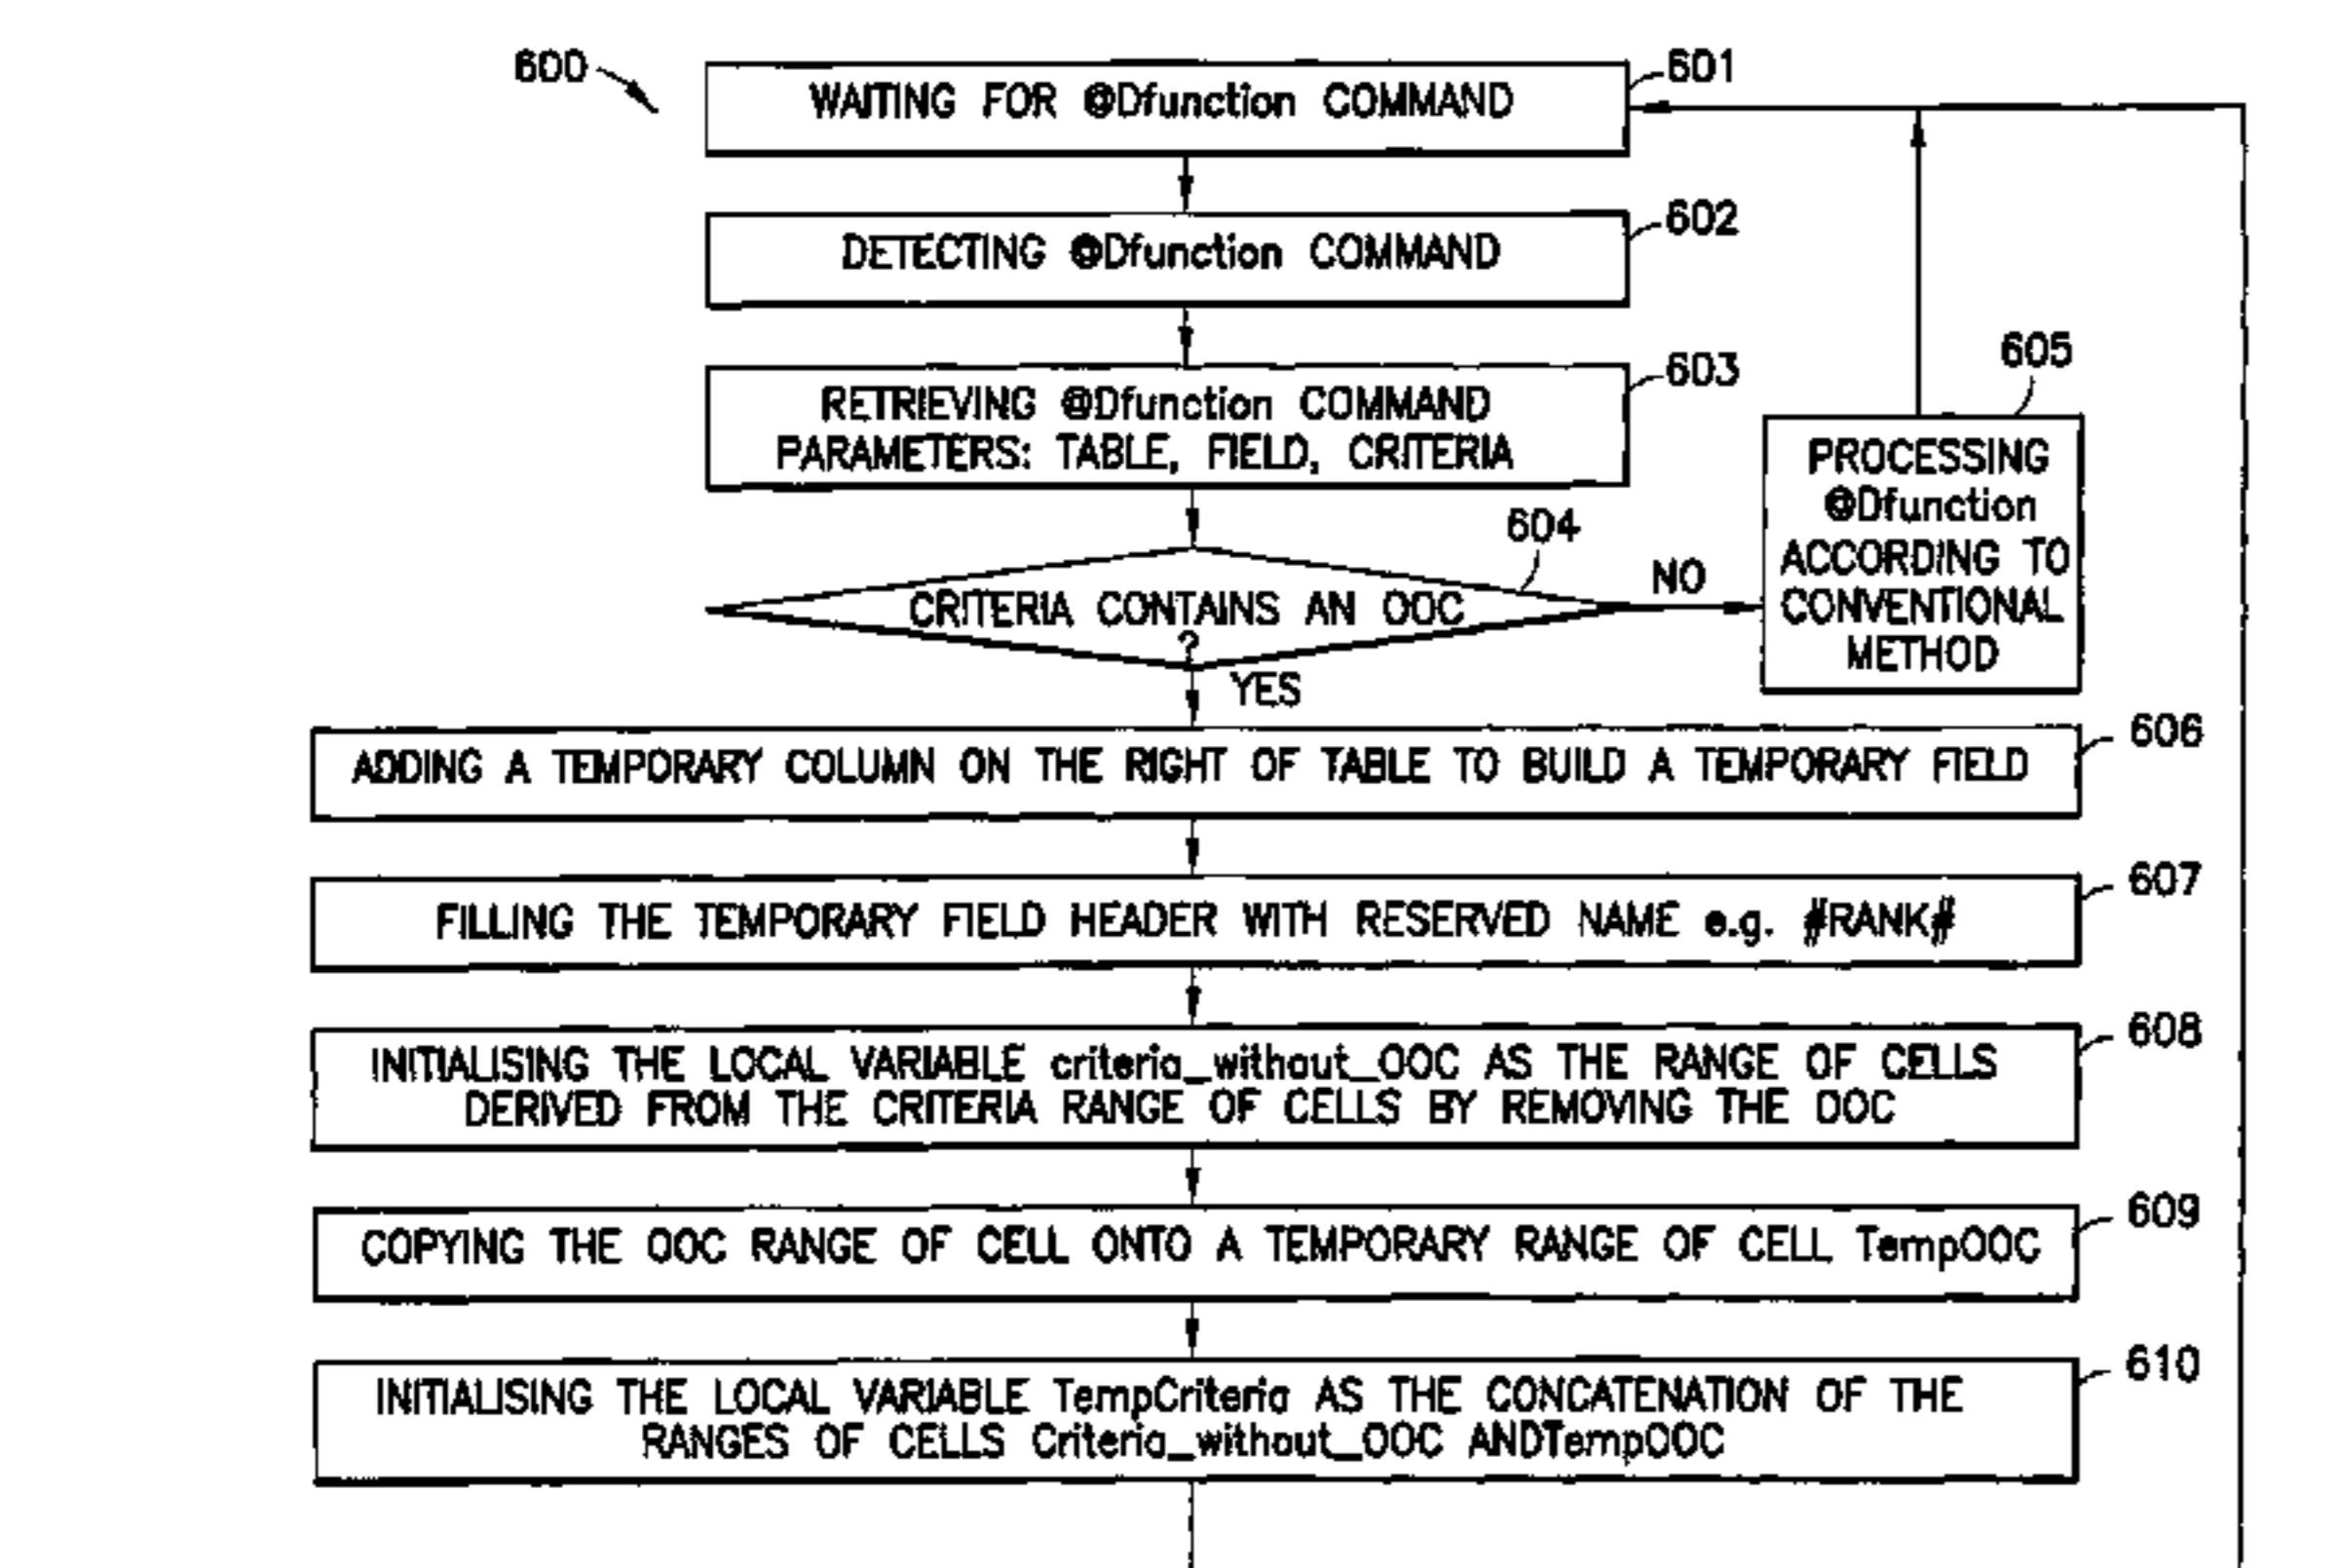 600
WAITING FOR @Dfunction COMMAND
601
DETECTING @Dfunction COMMAND
602
RETRIEVING @Dfunction COMMAND
PARAMETERS: TABLE, FIELD, CRITERIA
603
CRITERIA CONTAINS AN OOC
?
604
NO
YES
605
PROCESSING
@Dfunction
ACCORDING TO
CONVENTIONAL
METHOD
ADDING A TEMPORARY COLUMN ON THE RIGHT OF TABLE TO BUILD A TEMPORARY FIELD
606
FILLING THE TEMPORARY FIELD HEADER WITH RESERVED NAME e.g. #RANK#
607
INITIALISING THE LOCAL VARIABLE criteria_without_OOC AS THE RANGE OF CELLS
DERIVED FROM THE CRITERIA RANGE OF CELLS BY REMOVING THE OOC
608
COPYING THE OOC RANGE OF CELL ONTO A TEMPORARY RANGE OF CELL TempOOC
609
INITIALISING THE LOCAL VARIABLE TempCriteria AS THE CONCATENATION OF THE
RANGES OF CELLS Criteria_without_OOC ANDTempOOC
610